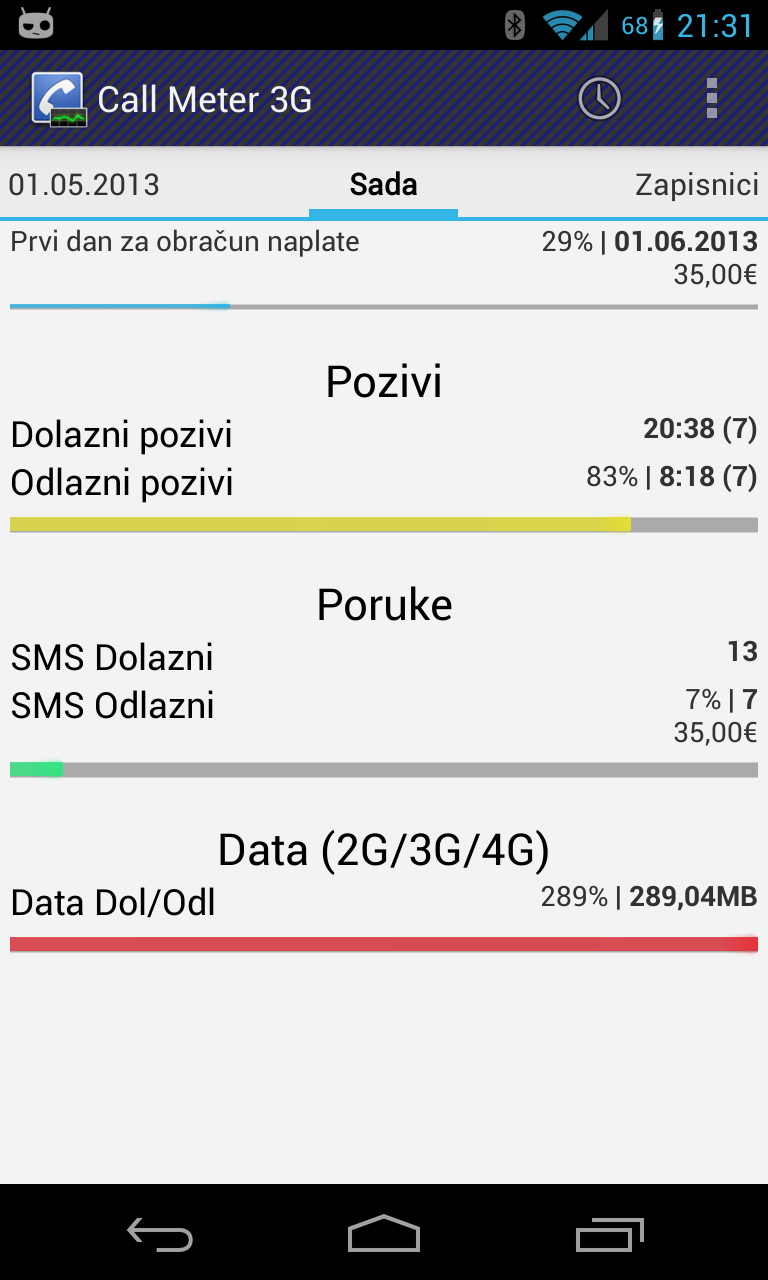 68 21:31
Call Meter 3G
01.05.2013 Sada Zapisnici
Prvi dan za obračun naplate 29% | 01.06.2013
35,00€
Pozivi
Dolazni pozivi 20:38 (7)
Odlazni pozivi 83% | 8:18 (7)
Poruke
SMS Dolazni 13
SMS Odlazni 7% | 7
35,00€
Data (2G/3G/4G)
Data Dol/Odl 289% | 289,04MB